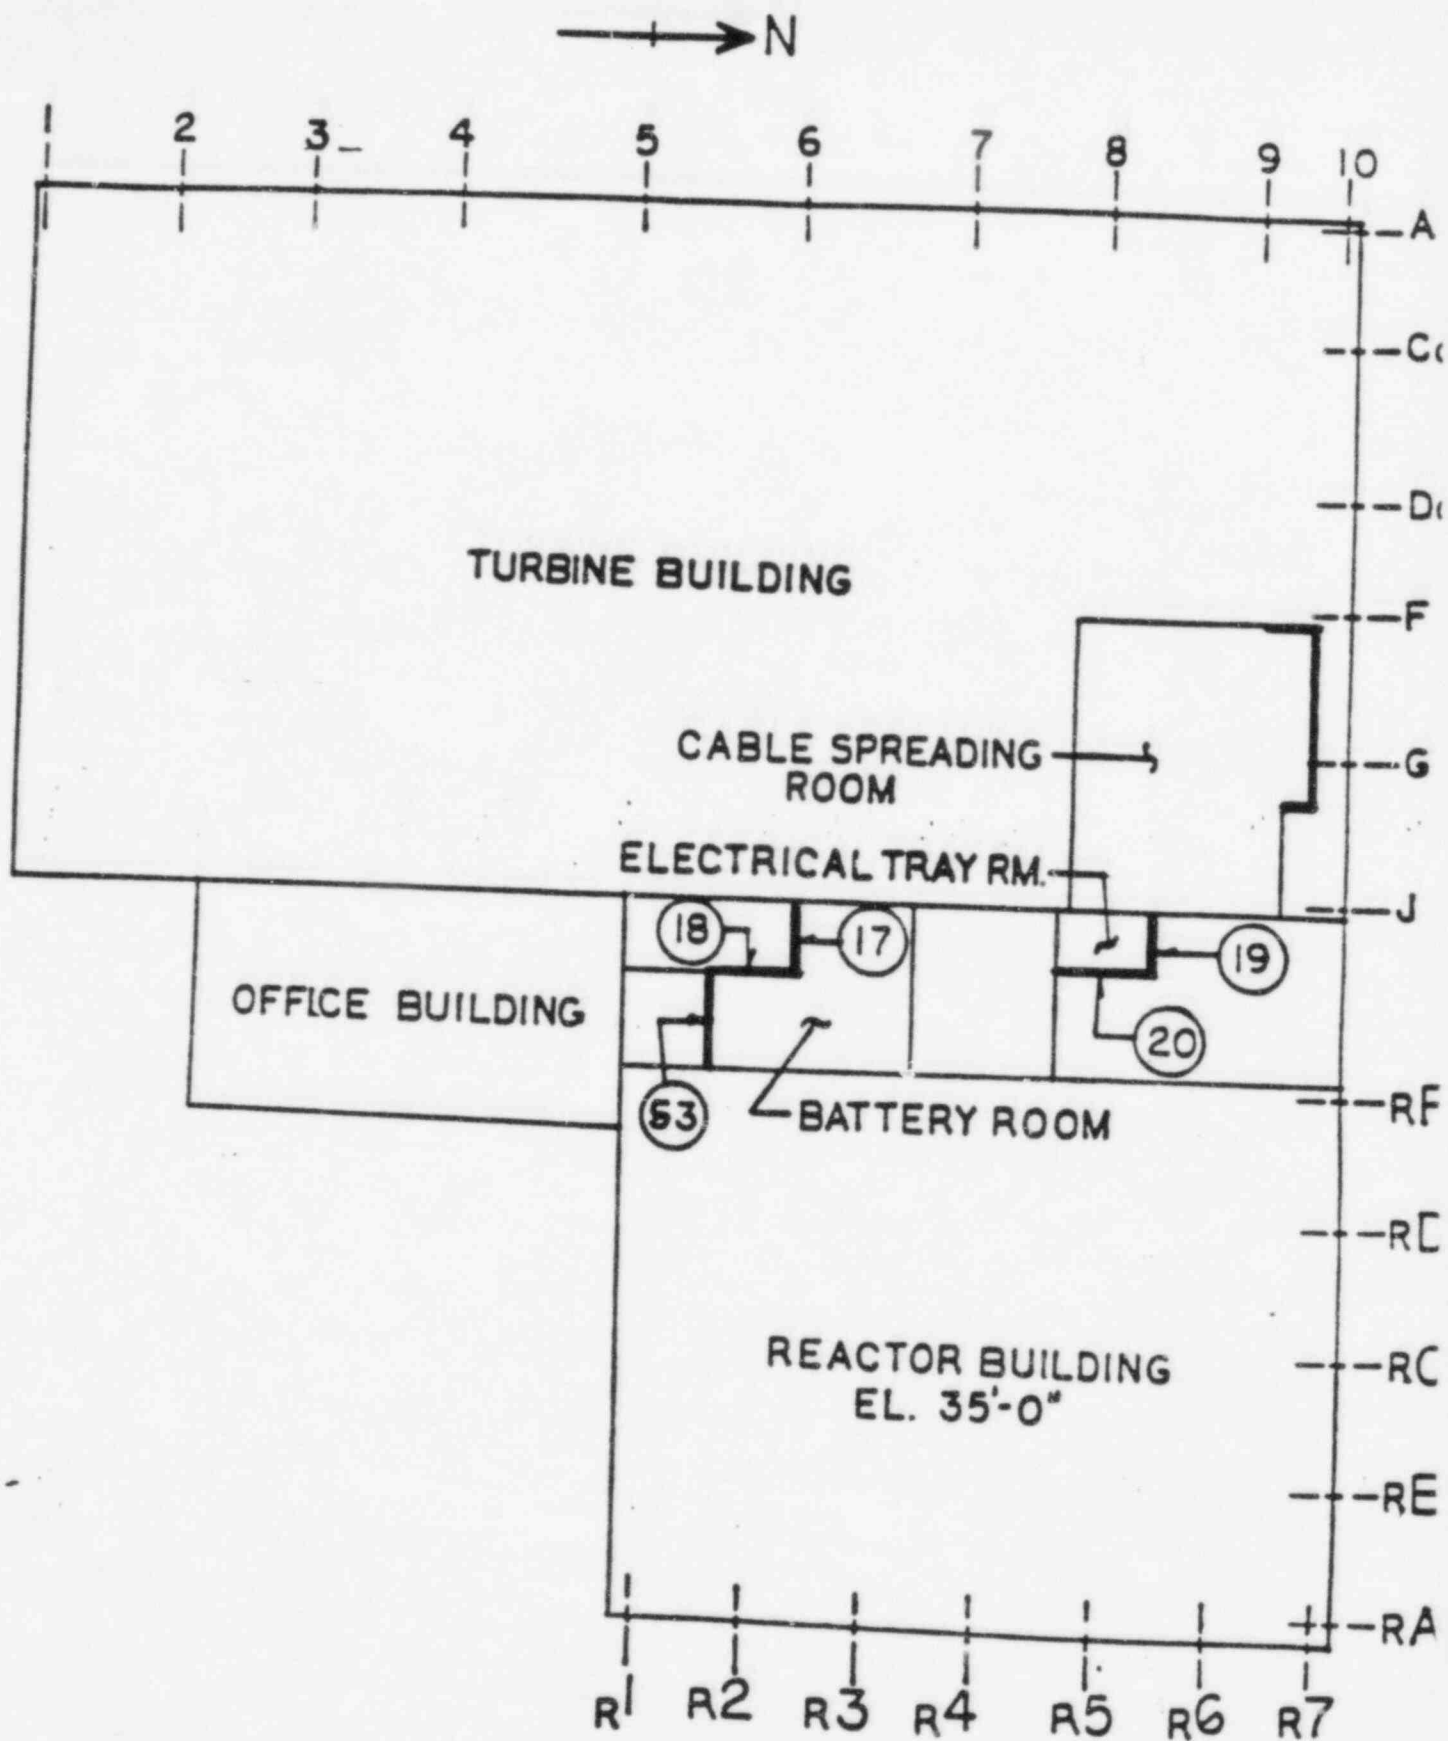 N
1 2 3 4 5 6 7 8 9 10
A
C
D
F
TURBINE BUILDING
CABLE SPREADING
ROOM
G
ELECTRICAL TRAY RM.
J
18 17
19
OFFICE BUILDING
20
53
BATTERY ROOM
RF
RD
REACTOR BUILDING
EL. 35'-0"
RC
RE
RA
R1 R2 R3 R4 R5 R6 R7